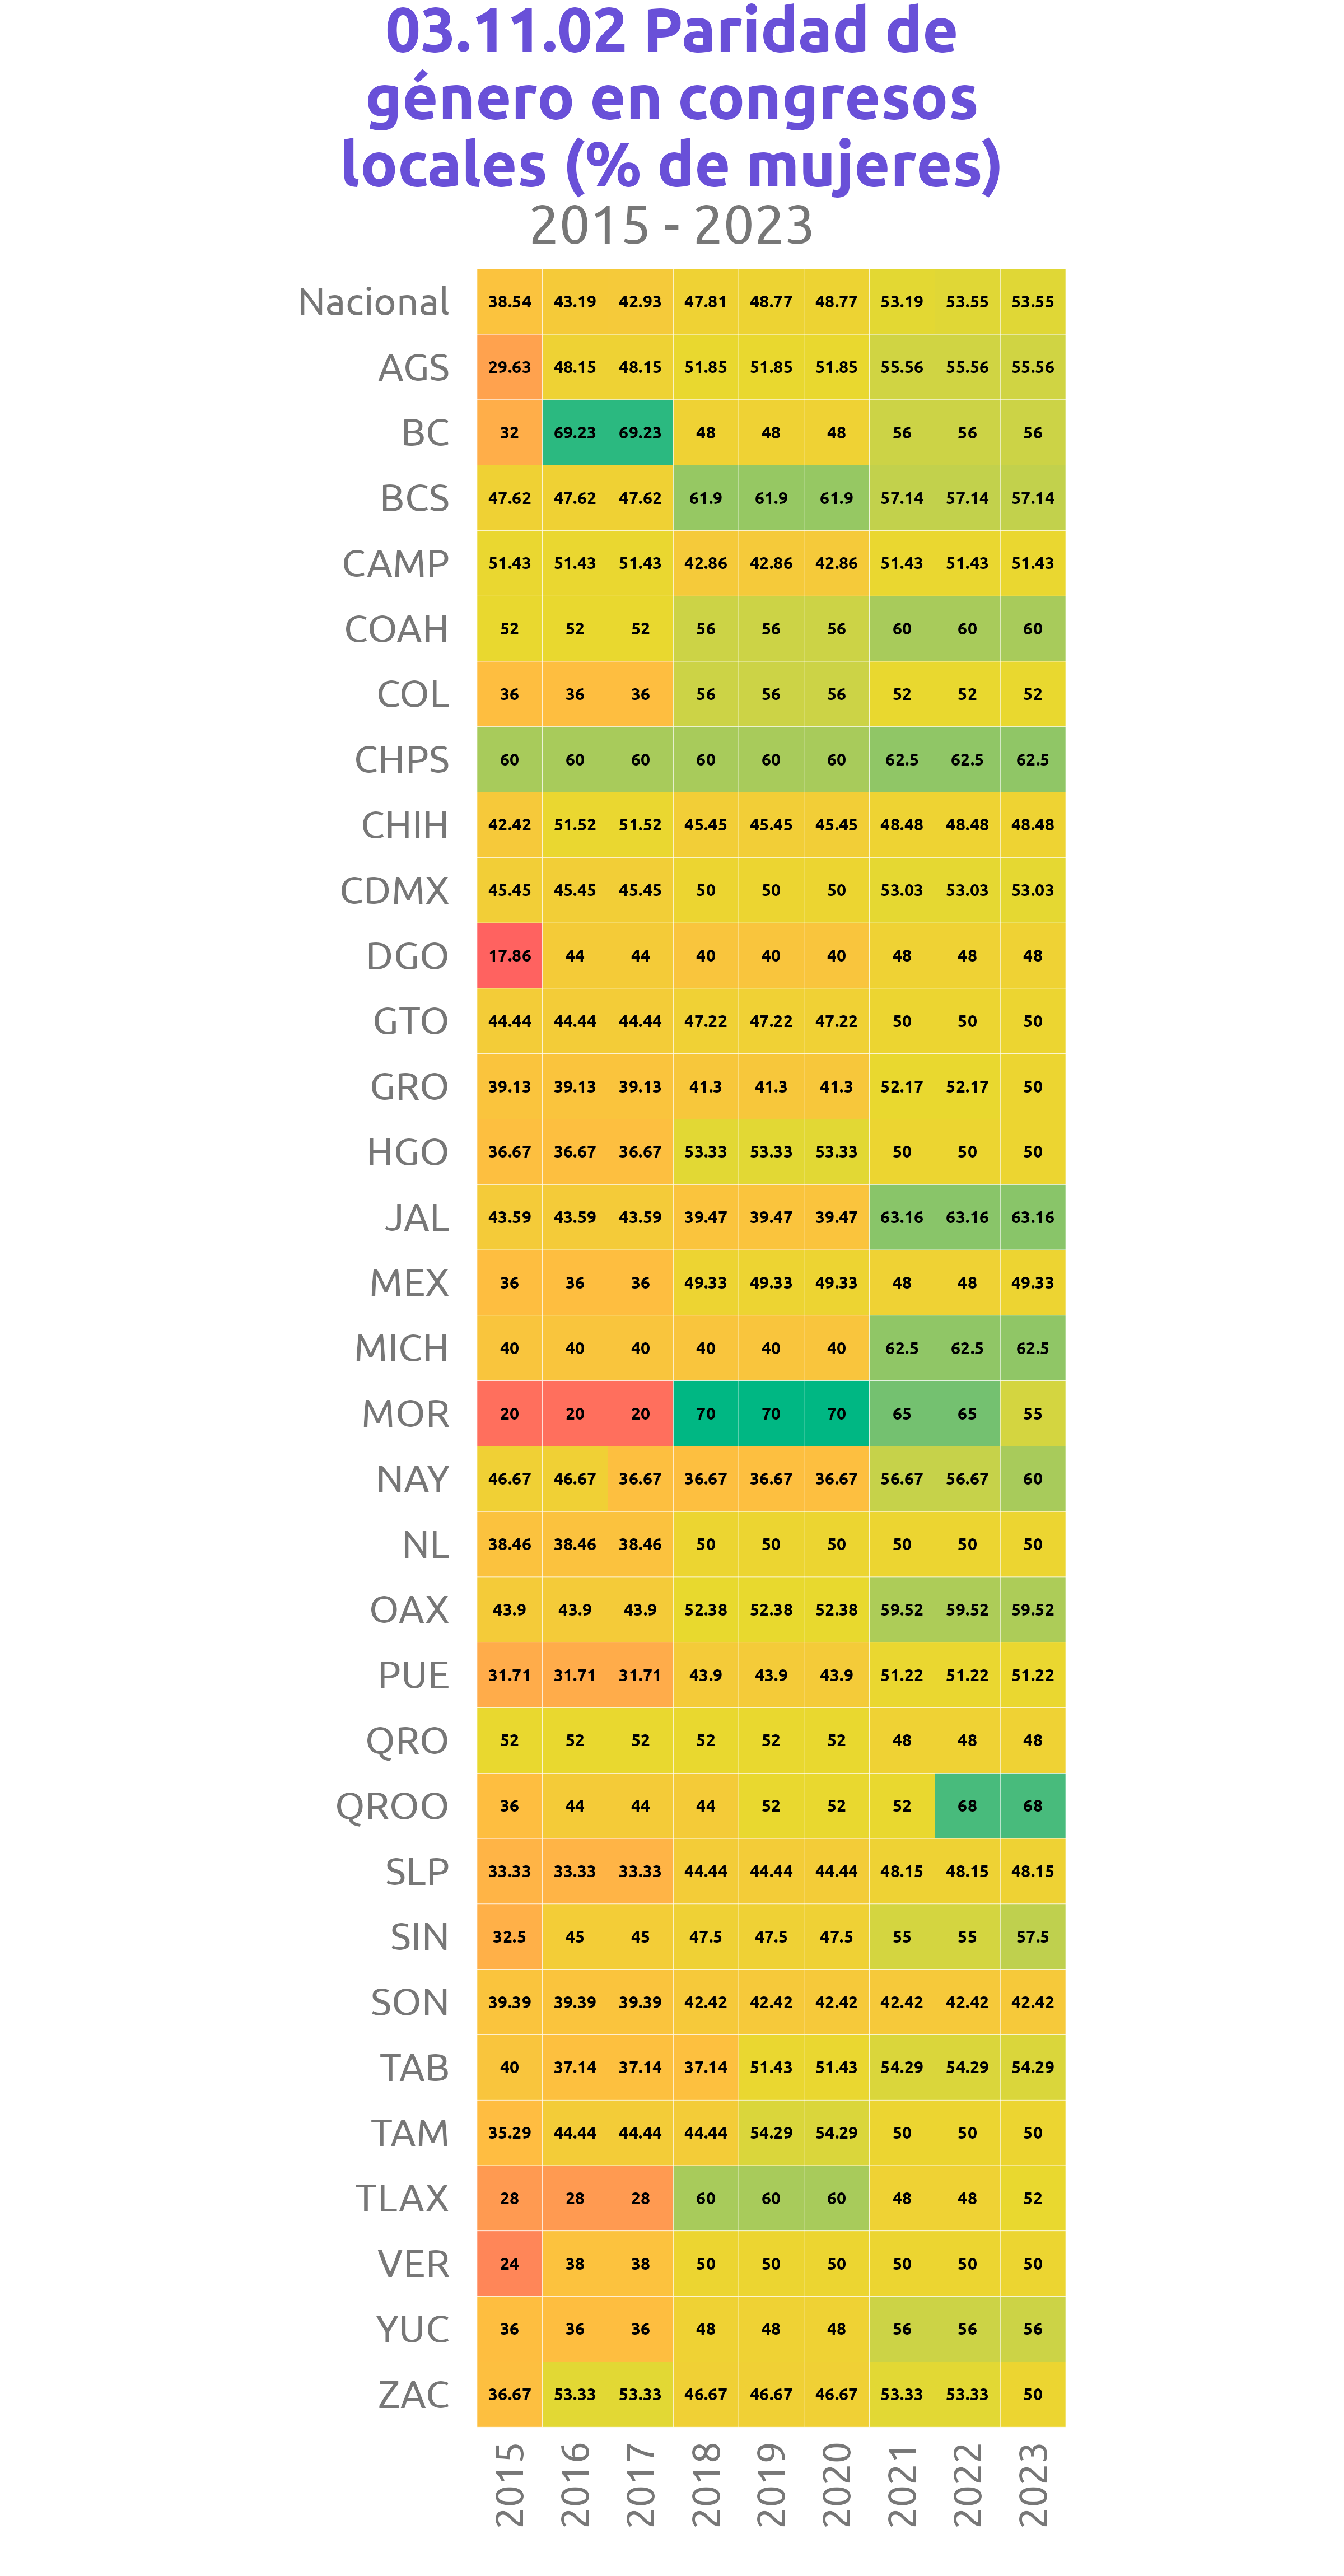 03.11.02 Paridad de
género en congresos
locales (% de mujeres)
2015 - 2023
Nacional 38.54 43.19 42.93 47.81 48.77 48.77 53.19 53.55 53.55
AGS 29.63 48.15 48.15 51.85 51.85 51.85 55.56 55.56 55.56
BC 32 69.23 69.23 48 48 48 56 56 56
BCS 47.62 47.62 47.62 61.9 61.9 61.9 57.14 57.14 57.14
CAMP 51.43 51.43 51.43 42.86 42.86 42.86 51.43 51.43 51.43
COAH 52 52 52 56 56 56 60 60 60
COL 36 36 36 56 56 56 52 52 52
CHPS 60 60 60 60 60 60 62.5 62.5 62.5
CHIH 42.42 51.52 51.52 45.45 45.45 45.45 48.48 48.48 48.48
CDMX 45.45 45.45 45.45 50 50 50 53.03 53.03 53.03
DGO 17.86 44 44 40 40 40 48 48 48
GTO 44.44 44.44 44.44 47.22 47.22 47.22 50 50 50
GRO 39.13 39.13 39.13 41.3 41.3 41.3 52.17 52.17 50
HGO 36.67 36.67 36.67 53.33 53.33 53.33 50 50 50
JAL 43.59 43.59 43.59 39.47 39.47 39.47 63.16 63.16 63.16
MEX 36 36 36 49.33 49.33 49.33 48 48 49.33
MICH 40 40 40 40 40 40 62.5 62.5 62.5
MOR 20 20 20 70 70 70 65 65 55
NAY 46.67 46.67 36.67 36.67 36.67 36.67 56.67 56.67 60
NL 38.46 38.46 38.46 50 50 50 50 50 50
OAX 43.9 43.9 43.9 52.38 52.38 52.38 59.52 59.52 59.52
PUE 31.71 31.71 31.71 43.9 43.9 43.9 51.22 51.22 51.22
QRO 52 52 52 52 52 52 48 48 48
QROO 36 44 44 44 52 52 52 68 68
SLP 33.33 33.33 33.33 44.44 44.44 44.44 48.15 48.15 48.15
SIN 32.5 45 45 47.5 47.5 47.5 55 55 57.5
SON 39.39 39.39 39.39 42.42 42.42 42.42 42.42 42.42 42.42
TAB 40 37.14 37.14 37.14 51.43 51.43 54.29 54.29 54.29
TAM 35.29 44.44 44.44 44.44 54.29 54.29 50 50 50
TLAX 28 28 28 60 60 60 48 48 52
VER 24 38 38 50 50 50 50 50 50
YUC 36 36 36 48 48 48 56 56 56
ZAC 36.67 53.33 53.33 46.67 46.67 46.67 53.33 53.33 50
2015 2016 2017 2018 2019 2020 2021 2022 2023